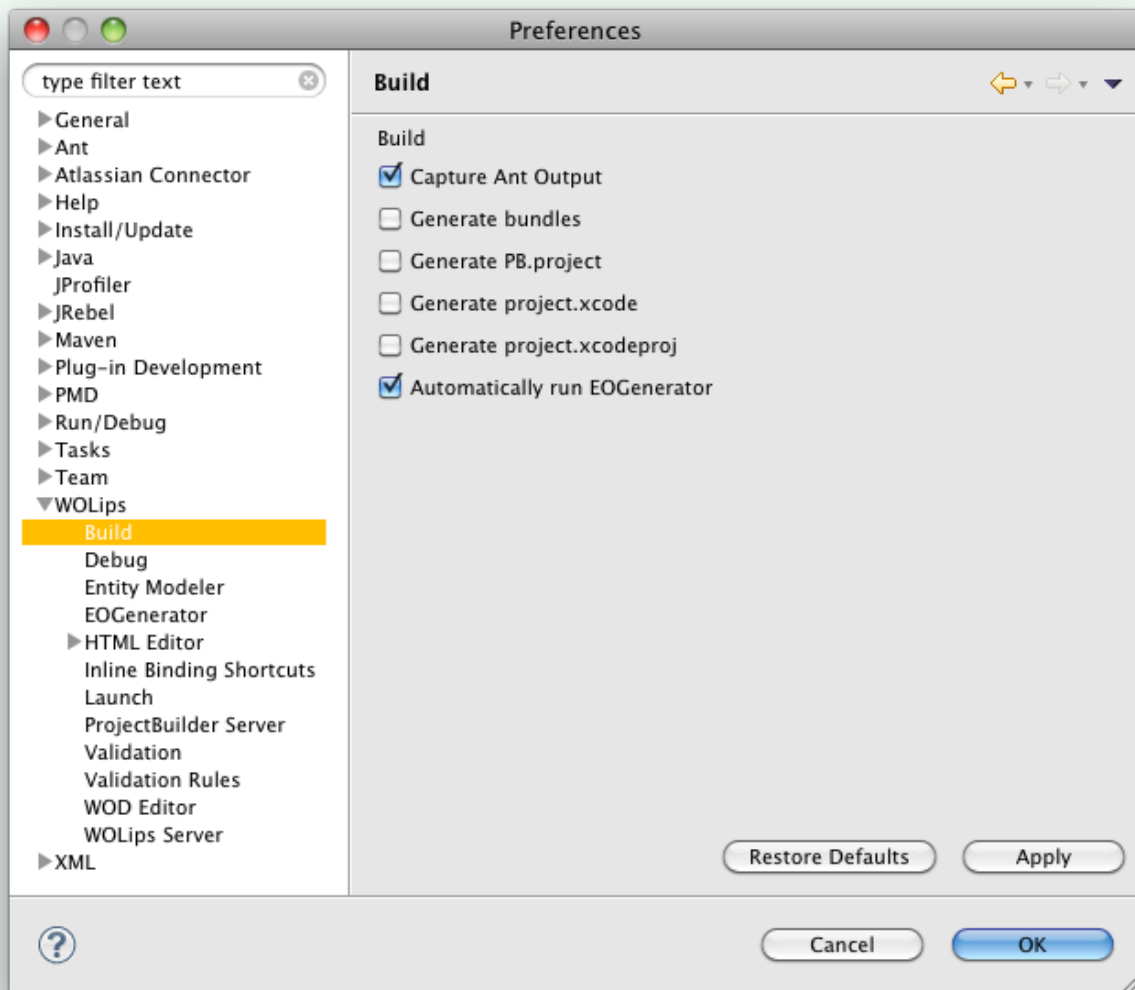 Preferences
type filter text
General
Ant
Atlassian Connector
Help
Install/Update
Java
JProfiler
JRebel
Maven
Plug-in Development
PMD
Run/Debug
Tasks
Team
WOLips
Build
Debug
Entity Modeler
EOGenerator
HTML Editor
Inline Binding Shortcuts
Launch
ProjectBuilder Server
Validation
Validation Rules
WOD Editor
WOLips Server
XML
Build
Build
Capture Ant Output
Generate bundles
Generate PB.project
Generate project.xcode
Generate project.xcodeproj
Automatically run EOGenerator
Restore Defaults
Apply
?
Cancel
OK